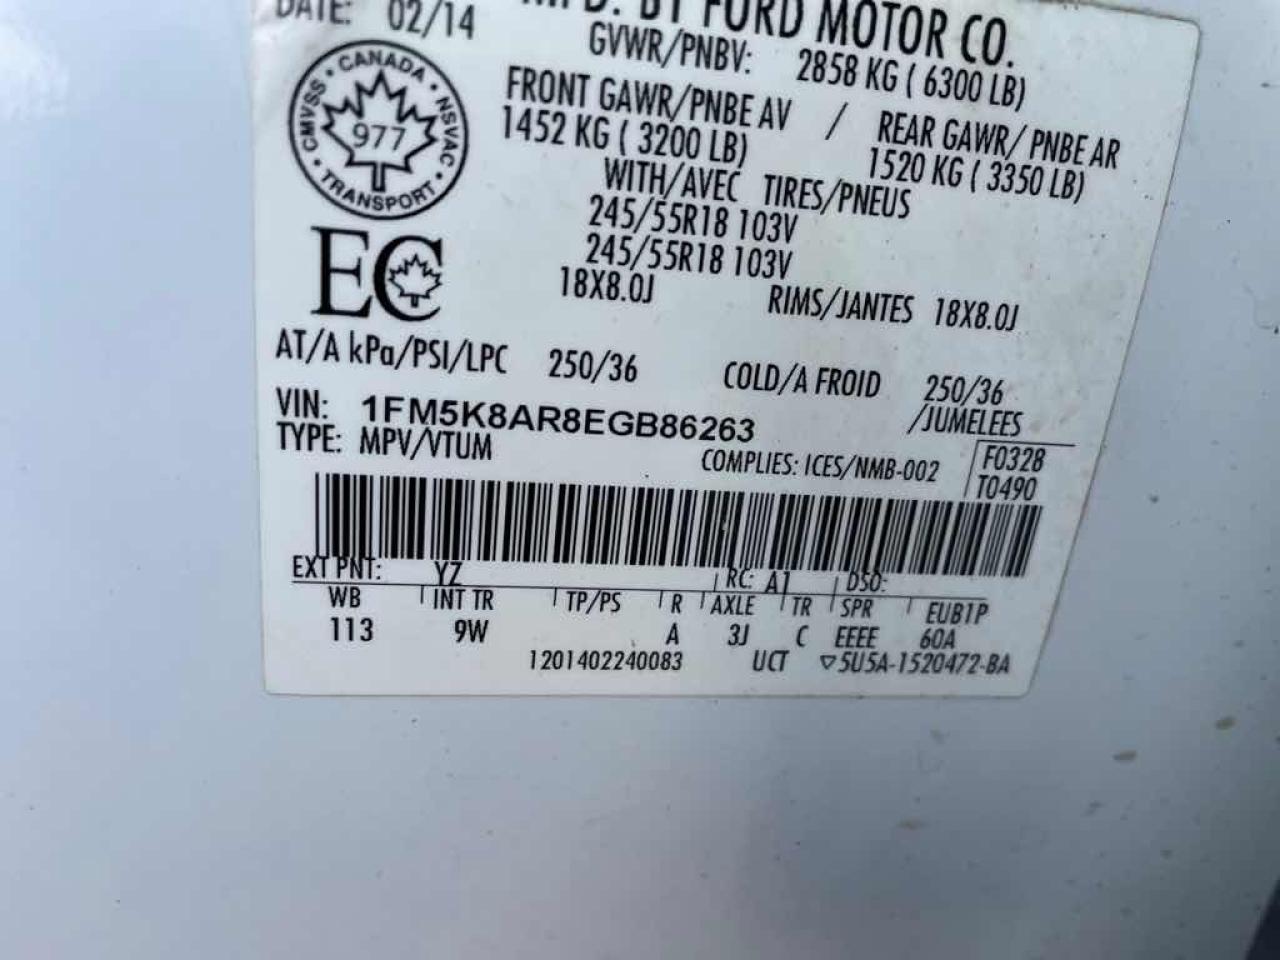 DATE: 02/14
MFD. BY FORD MOTOR CO.
GVWR/PNBV: 2858 KG ( 6300 LB)
FRONT GAWR/PNBE AV / REAR GAWR/ PNBE AR
1452 KG ( 3200 LB) 1520 KG ( 3350 LB)
WITH/AVEC TIRES/PNEUS
245/55R18 103V
245/55R18 103V
18X8.0J RIMS/JANTES 18X8.0J
CANADA
CMVSS NSVAC
977
TRANSPORT
EC
AT/A kPa/PSI/LPC 250/36 COLD/A FROID 250/36
/JUMELEES
VIN: 1FM5K8AR8EGB86263
TYPE: MPV/VTUM
COMPLIES: ICES/NMB-002
F0328
T0490
EXT PNT: YZ RC: A1 DSO:
WB INT TR TP/PS R AXLE TR SPR EUB1P
113 9W A 3J C EEEE 60A
1201402240083 UCT ▽5U5A-1520472-BA